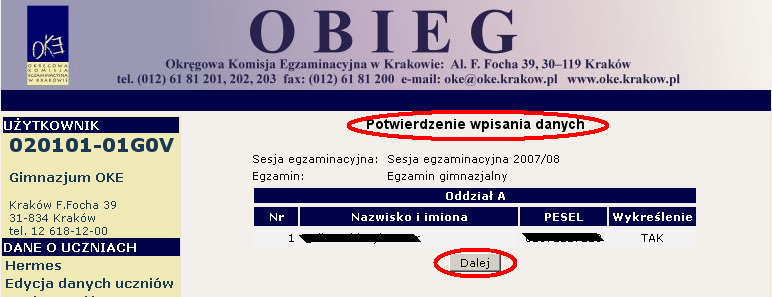 OBIEG
OKE
OKRĘGOWA
KOMISJA
EGZAMINACYJNA
W KRAKOWIE
Okręgowa Komisja Egzaminacyjna w Krakowie: Al. F. Focha 39, 30–119 Kraków
tel. (012) 61 81 201, 202, 203 fax: (012) 61 81 200 e-mail: oke@oke.krakow.pl www.oke.krakow.pl
UŻYTKOWNIK
020101-01G0V
Gimnazjum OKE
Kraków F.Focha 39
31-834 Kraków
tel. 12 618-12-00
DANE O UCZNIACH
Hermes
Edycja danych uczniów
Potwierdzenie wpisania danych
Sesja egzaminacyjna: Sesja egzaminacyjna 2007/08
Egzamin: Egzamin gimnazjalny
Oddział A
Nr Nazwisko i imiona PESEL Wykreślenie
1 TAK
Dalej